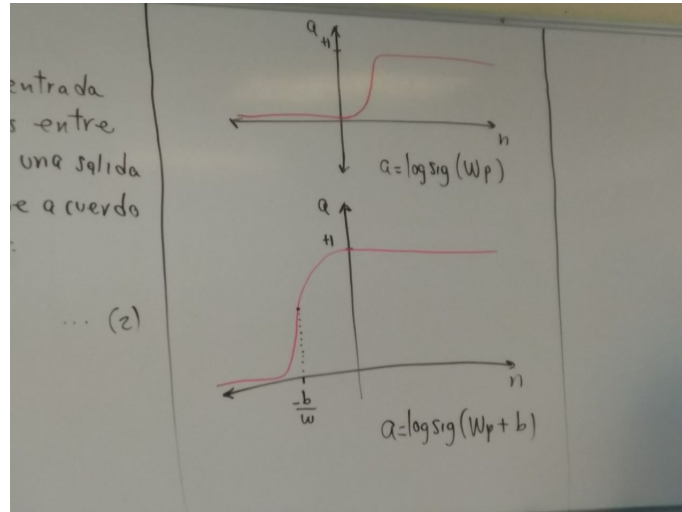 entrada
s entre
una salida
e acuerdo
:
... (2)
a
+1
n
a=logsig(Wp)
a
+1
-b
w
n
a=logsig(Wp+b)